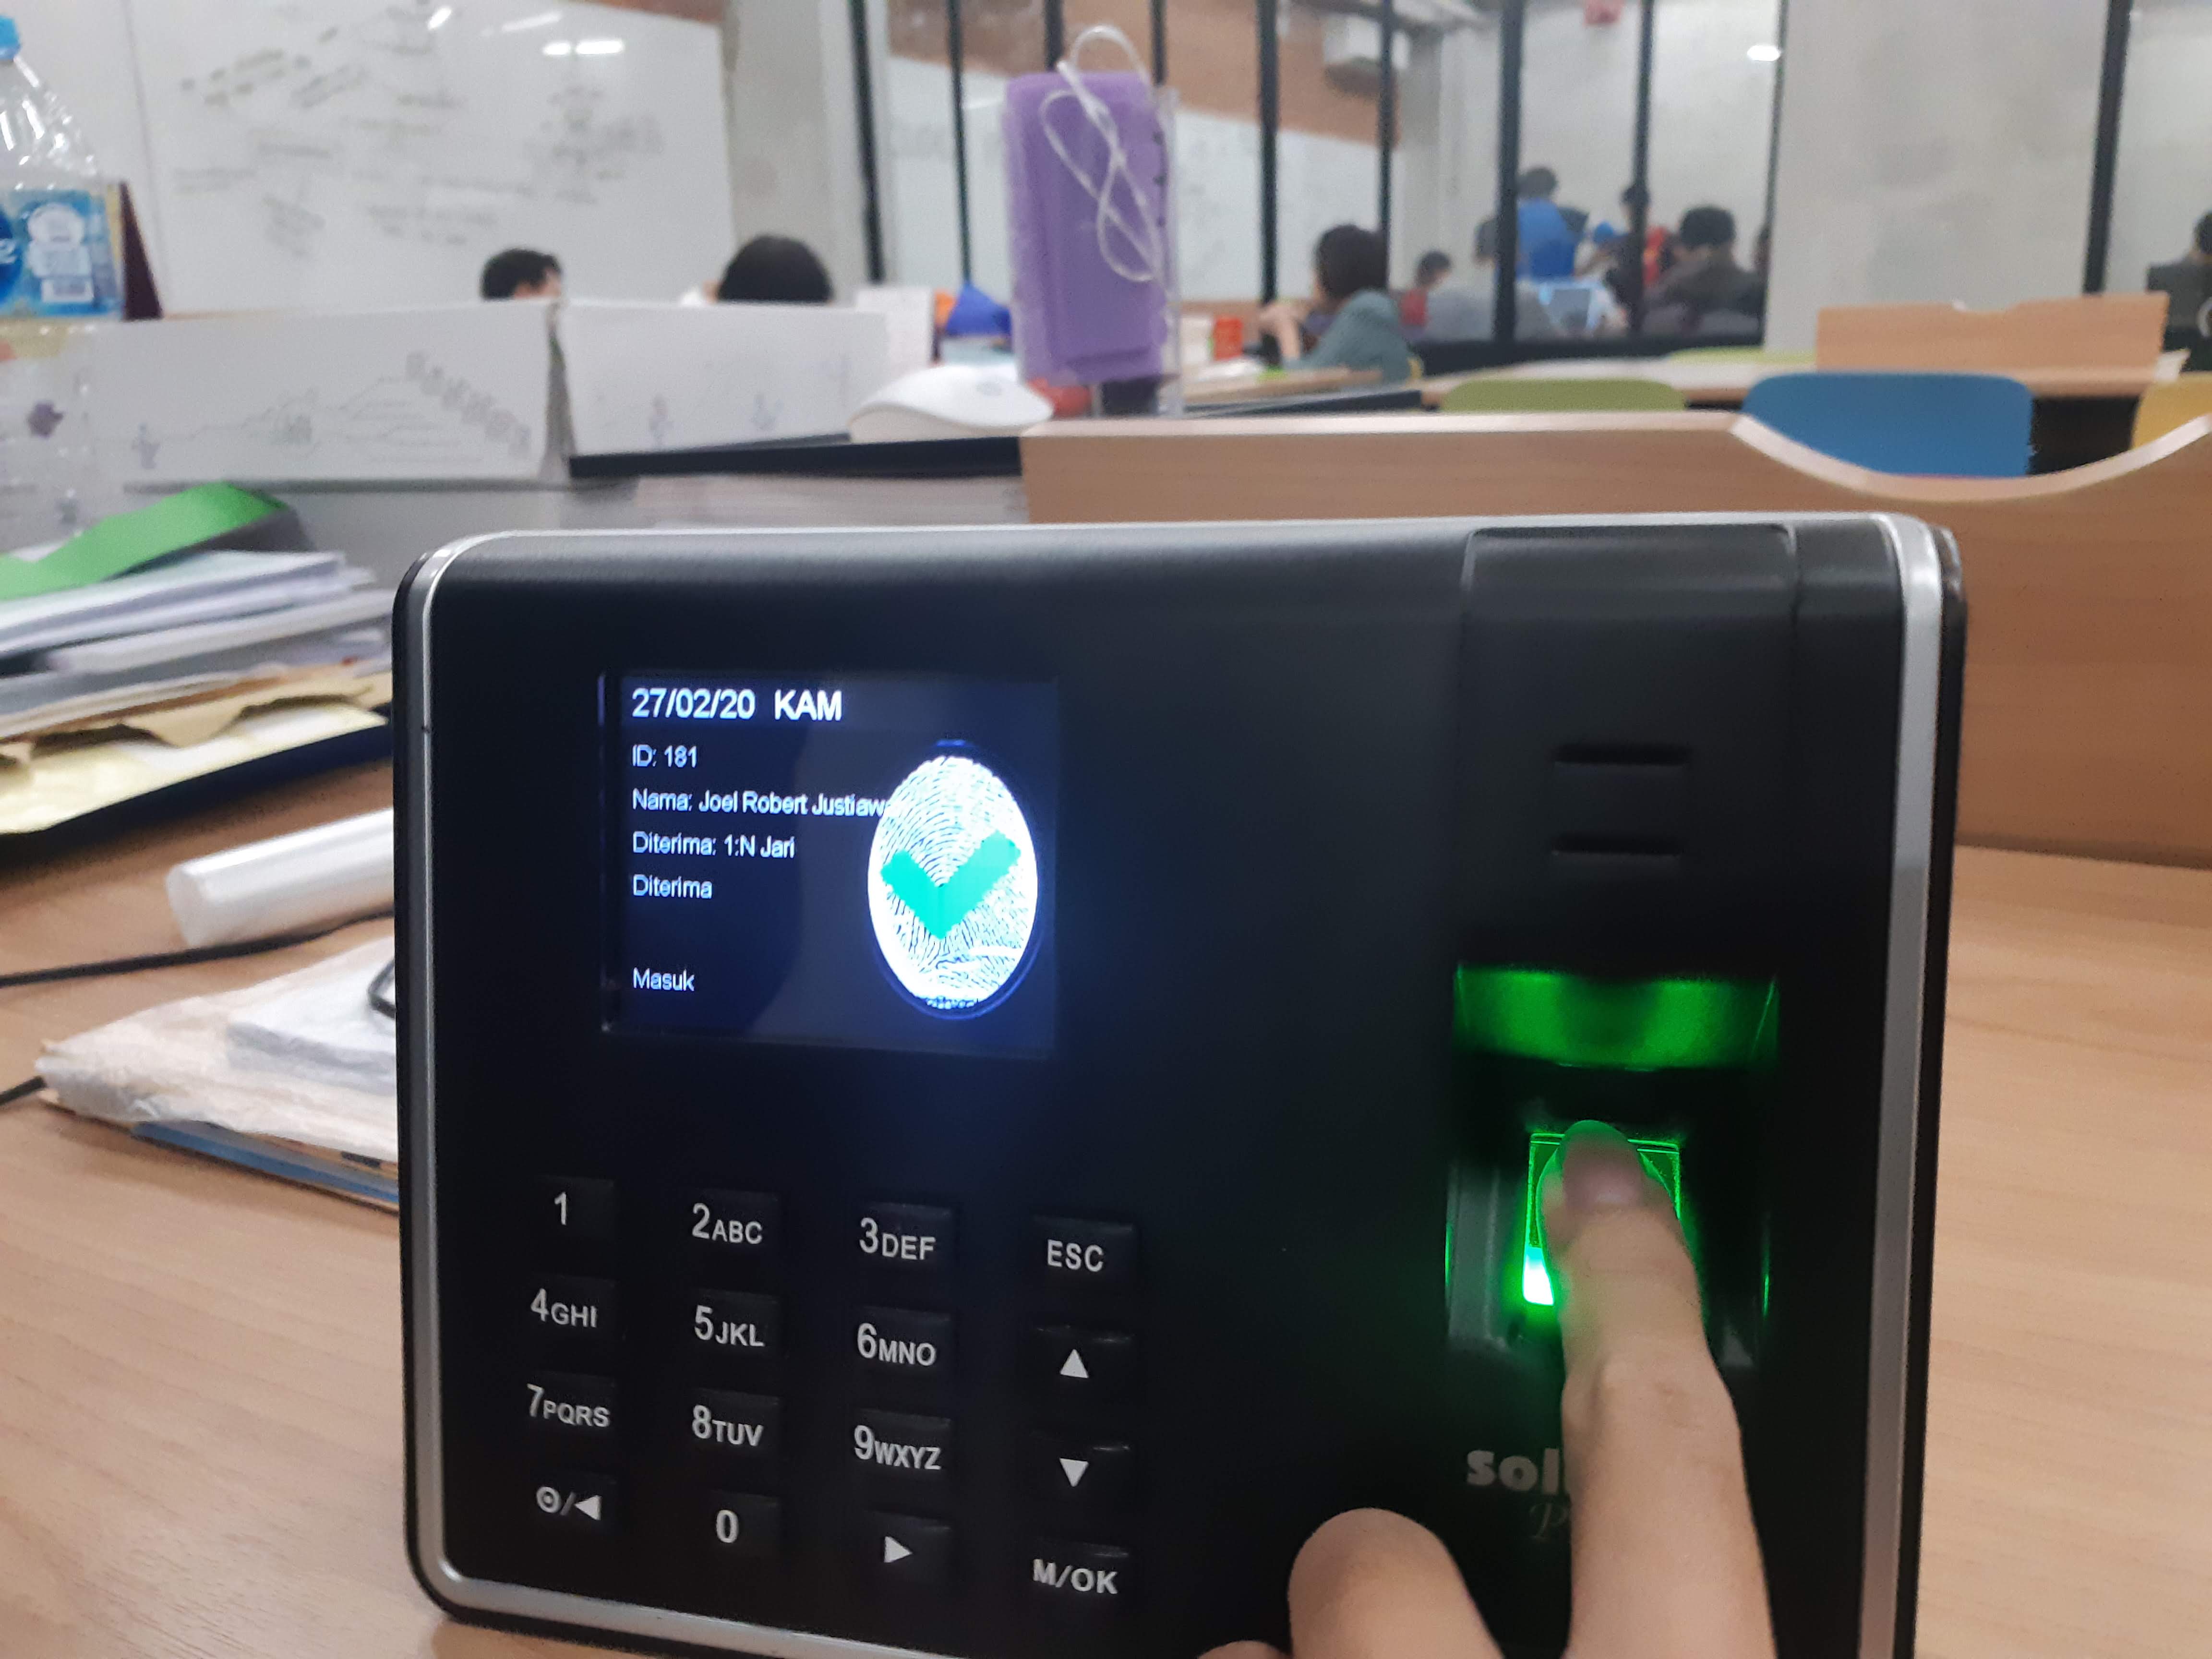 27/02/20 KAM
ID: 181
Nama: Joel Robert Justiaw
Diterima: 1:N Jari
Diterima
Masuk
1 2ABC 3DEF ESC
4GHI 5JKL 6MNO ▲
7PQRS 8TUV 9WXYZ ▼
⊙/◀ 0 ▶ M/OK
sol